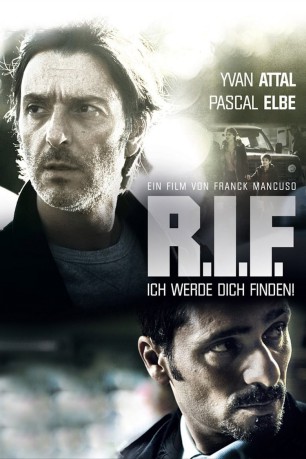 YVAN ATTAL
PASCAL ELBE
EIN FILM VON FRANCK MANCUSO
R.I.F.
ICH WERDE DICH FINDEN!